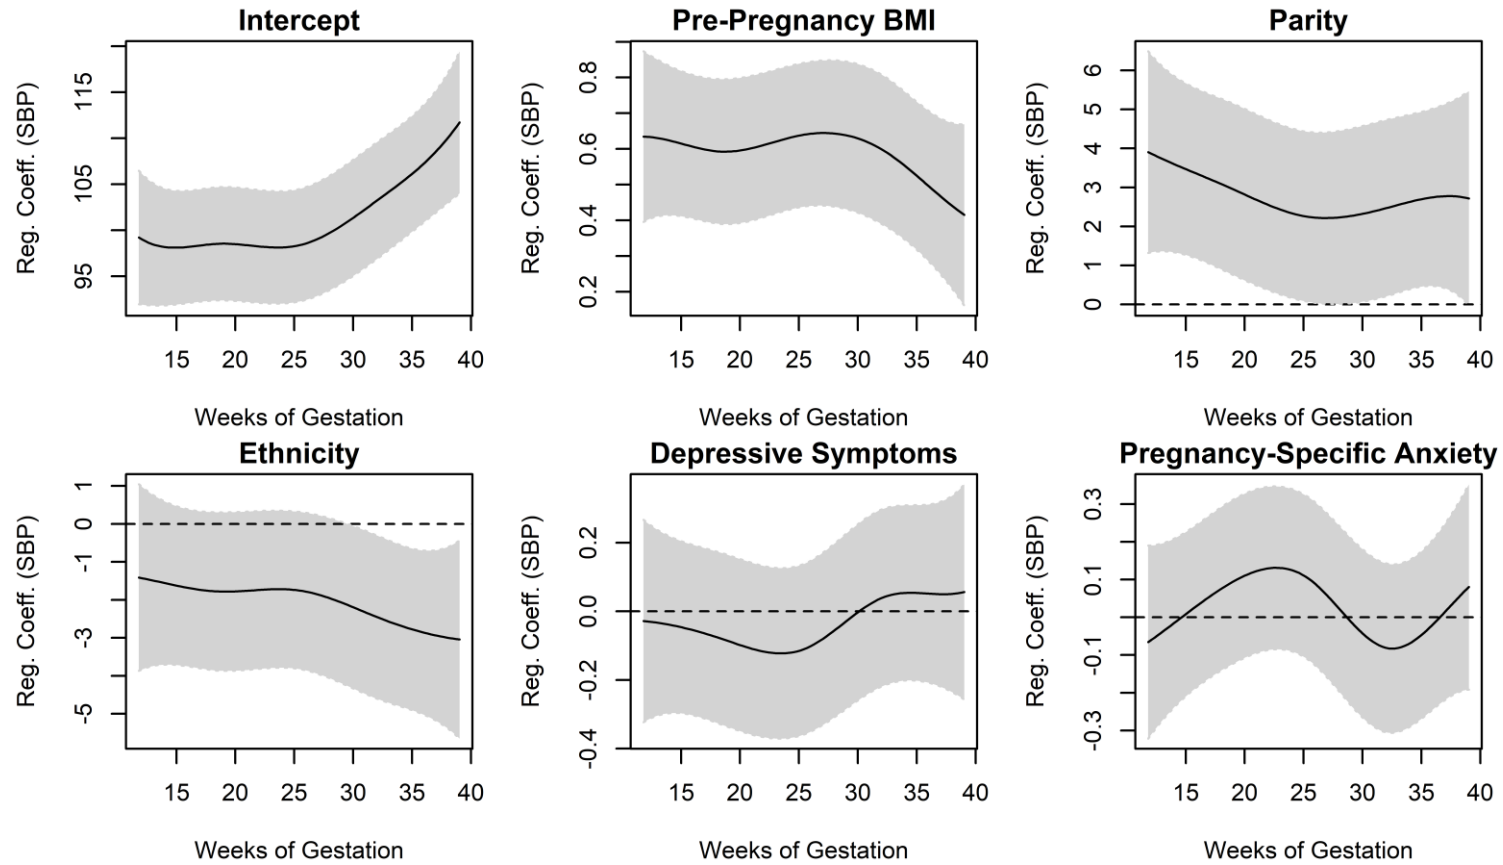 Intercept
Reg. Coeff. (SBP)
115
105
95
15 20 25 30 35 40
Weeks of Gestation
Pre-Pregnancy BMI
Reg. Coeff. (SBP)
0.8
0.6
0.4
0.2
15 20 25 30 35 40
Weeks of Gestation
Parity
Reg. Coeff. (SBP)
6
5
4
3
2
1
0
15 20 25 30 35 40
Weeks of Gestation
Ethnicity
Reg. Coeff. (SBP)
1
0
-1
-3
-5
15 20 25 30 35 40
Weeks of Gestation
Depressive Symptoms
Reg. Coeff. (SBP)
0.2
0.0
-0.2
-0.4
15 20 25 30 35 40
Weeks of Gestation
Pregnancy-Specific Anxiety
Reg. Coeff. (SBP)
0.3
0.1
-0.1
-0.3
15 20 25 30 35 40
Weeks of Gestation